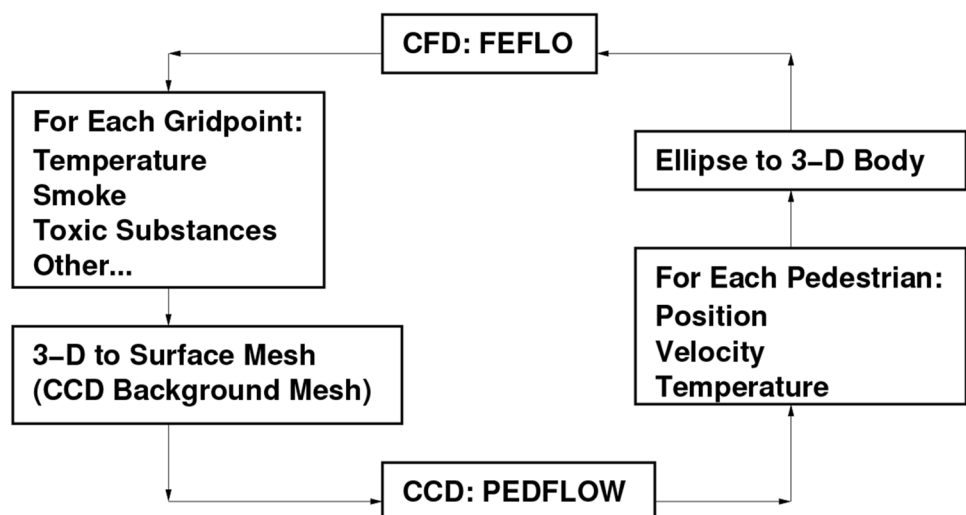 CFD: FEFLO
For Each Gridpoint:
Temperature
Smoke
Toxic Substances
Other...
3−D to Surface Mesh
(CCD Background Mesh)
CCD: PEDFLOW
Ellipse to 3−D Body
For Each Pedestrian:
Position
Velocity
Temperature